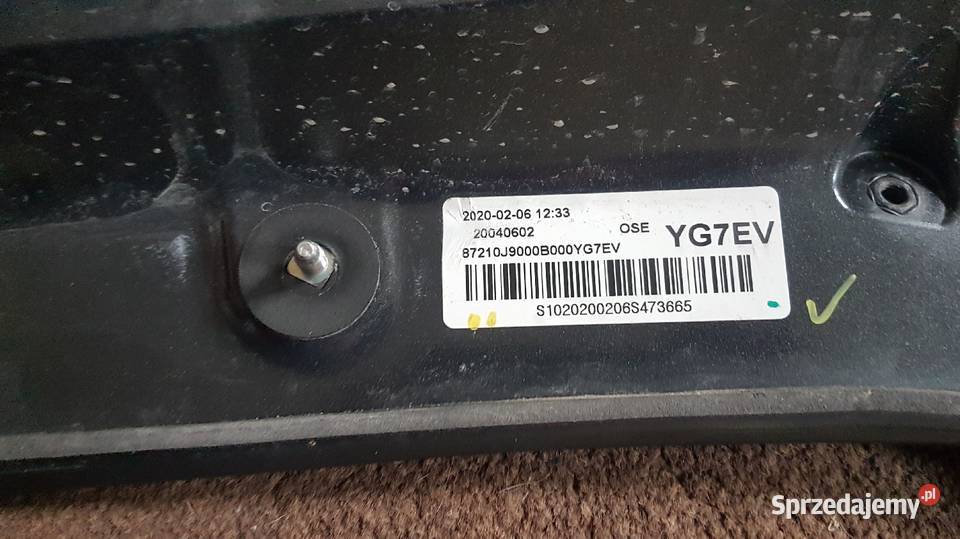 2020-02-06 12:33
20040602 OSE YG7EV
87210J9000B000YG7EV
S1020200206S473665
Sprzedajemy.pl